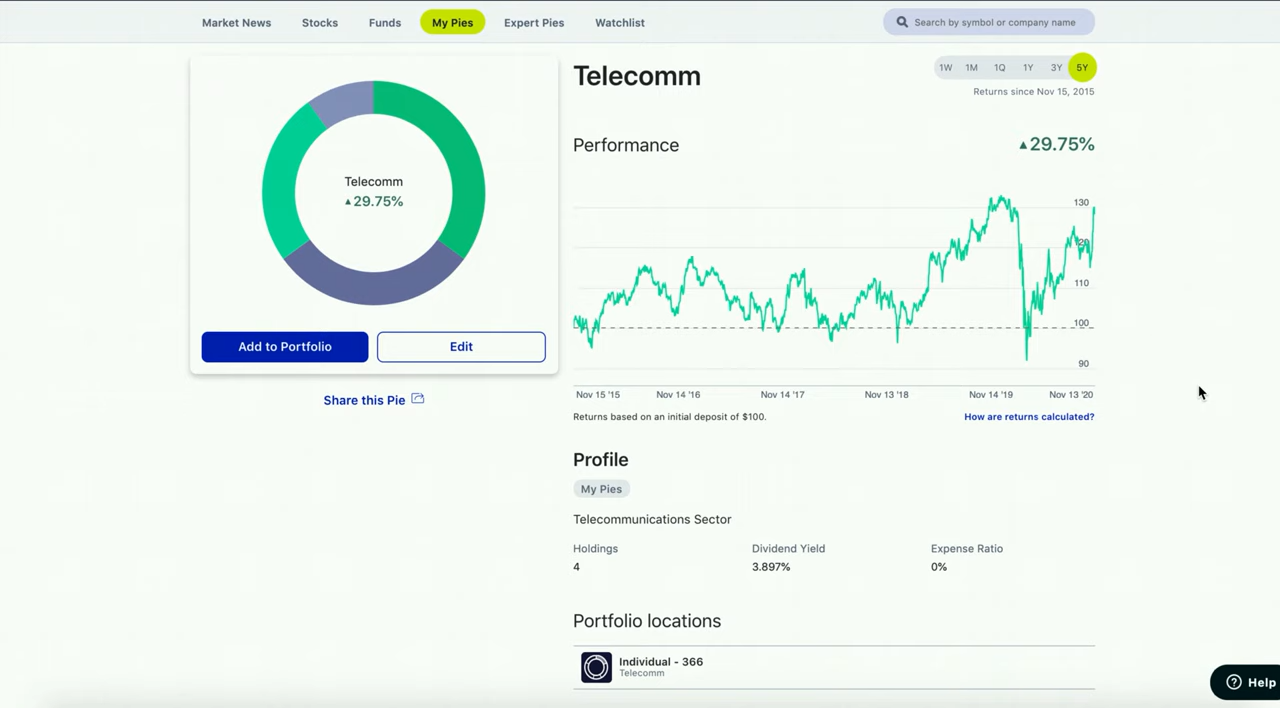 Market News Stocks Funds My Pies Expert Pies Watchlist Search by symbol or company name
Telecomm
▲29.75%
Add to Portfolio Edit
Share this Pie
Telecomm
1W 1M 1Q 1Y 3Y 5Y
Returns since Nov 15, 2015
Performance ▲29.75%
130
120
110
100
90
Nov 15 '15 Nov 14 '16 Nov 14 '17 Nov 13 '18 Nov 14 '19 Nov 13 '20
Returns based on an initial deposit of $100. How are returns calculated?
Profile
My Pies
Telecommunications Sector
Holdings Dividend Yield Expense Ratio
4 3.897% 0%
Portfolio locations
Individual - 366
Telecomm
Help